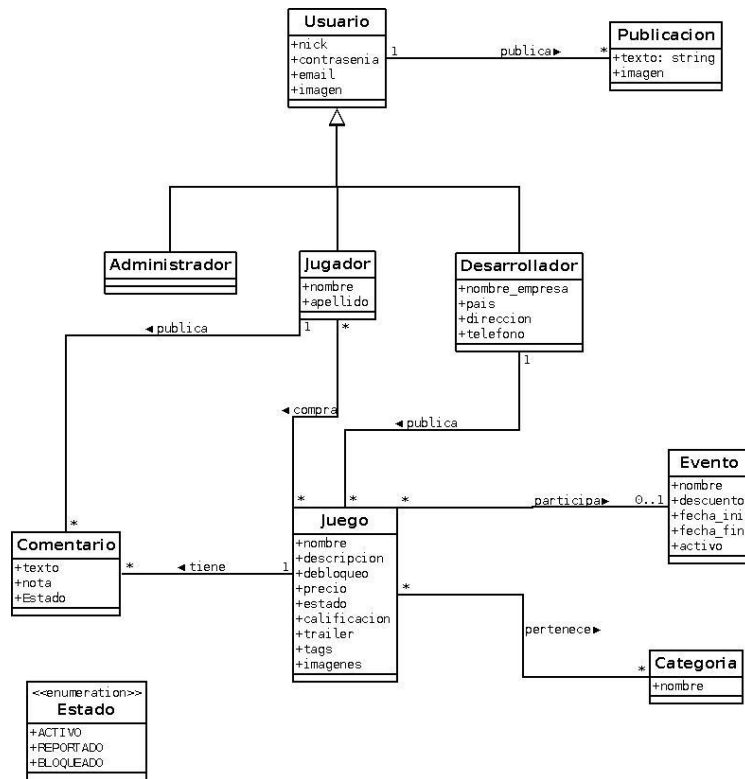 Usuario
+nick
+contrasenia
+email
+imagen
1
publica►
*
Publicacion
+texto: string
+imagen
Administrador
Jugador
+nombre
+apellido
Desarrollador
+nombre_empresa
+pais
+direccion
+telefono
◄ publica
1
*
1
◄ compra
◄ publica
Evento
+nombre
+descuento
+fecha_ini
+fecha_fin
+activo
*
*
*
participa►
0..1
*
Comentario
+texto
+nota
+Estado
*
◄ tiene
1
Juego
+nombre
+descripcion
+debloqueo
+precio
+estado
+calificacion
+trailer
+tags
+imagenes
*
pertenece►
*
Categoria
+nombre
<<enumeration>>
Estado
+ACTIVO
+REPORTADO
+BLOQUEADO